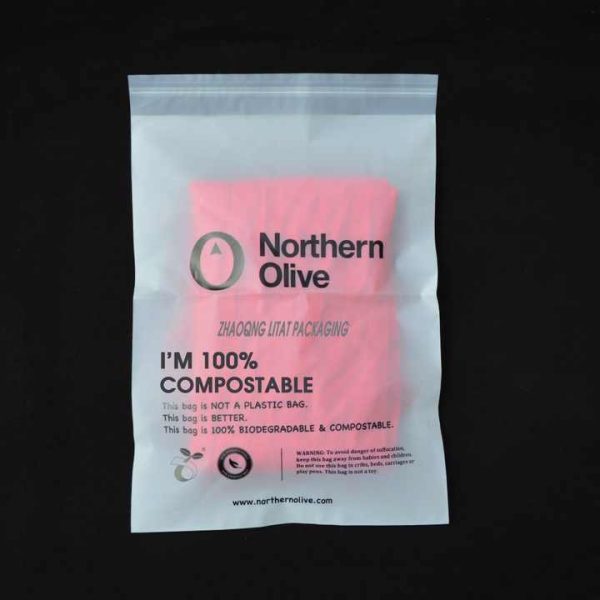 Northern
Olive
ZHAOQNG LITAT PACKAGING
I'M 100%
COMPOSTABLE
This bag is NOT A PLASTIC BAG.
This bag is BETTER.
This bag is 100% BIODEGRADABLE & COMPOSTABLE.
WARNING: To avoid danger of suffocation,
keep this bag away from babies and children.
Do not use this bag in cribs, beds, carriages or
play pens. This bag is not a toy.
www.northernolive.com